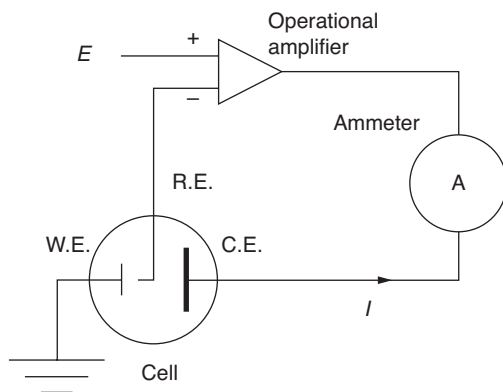 Operational
amplifier
E
+
−
Ammeter
A
R.E.
W.E.
C.E.
I
Cell